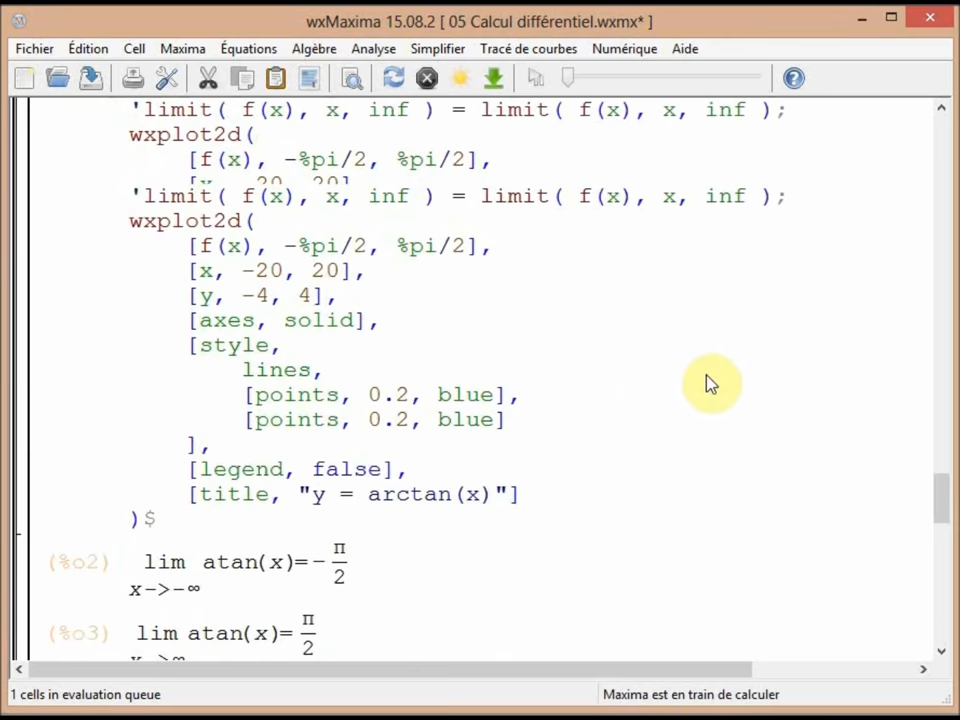 wxMaxima 15.08.2 [ 05 Calcul différentiel.wxmx* ]
Fichier Édition Cell Maxima Équations Algèbre Analyse Simplifier Tracé de courbes Numérique Aide
'limit( f(x), x, inf ) = limit( f(x), x, inf );
wxplot2d(
[f(x), -%pi/2, %pi/2],
'limit( f(x), x, inf ) = limit( f(x), x, inf );
wxplot2d(
[f(x), -%pi/2, %pi/2],
[x, -20, 20],
[y, -4, 4],
[axes, solid],
[style,
lines,
[points, 0.2, blue],
[points, 0.2, blue]
],
[legend, false],
[title, "y = arctan(x)"]
)$
(%o2) lim atan(x)=-π/2
x->-∞
(%o3) lim atan(x)=π/2
1 cells in evaluation queue
Maxima est en train de calculer